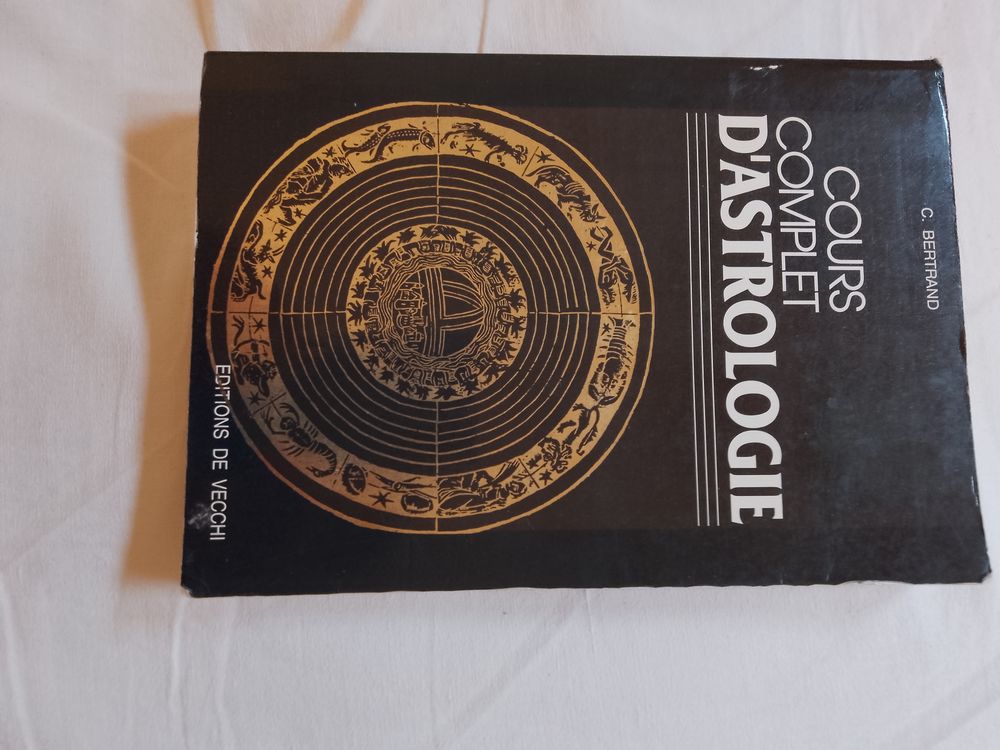 C. BERTRAND
COURS
COMPLET
D'ASTROLOGIE
EDITIONS DE VECCHI